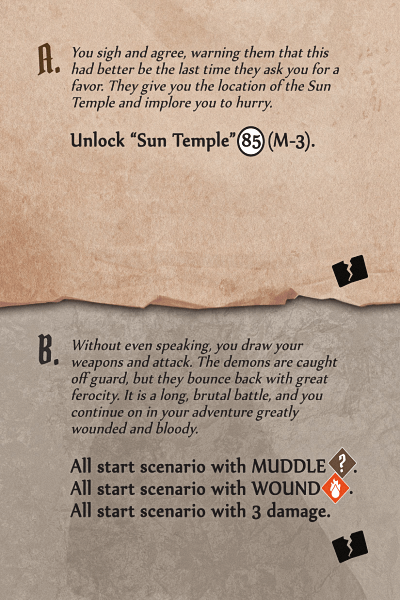 A. You sigh and agree, warning them that this
had better be the last time they ask you for a
favor. They give you the location of the Sun
Temple and implore you to hurry.
Unlock “Sun Temple” 85 (M-3).
B. Without even speaking, you draw your
weapons and attack. The demons are caught
off guard, but they bounce back with great
ferocity. It is a long, brutal battle, and you
continue on in your adventure greatly
wounded and bloody.
All start scenario with MUDDLE ?.
All start scenario with WOUND.
All start scenario with 3 damage.